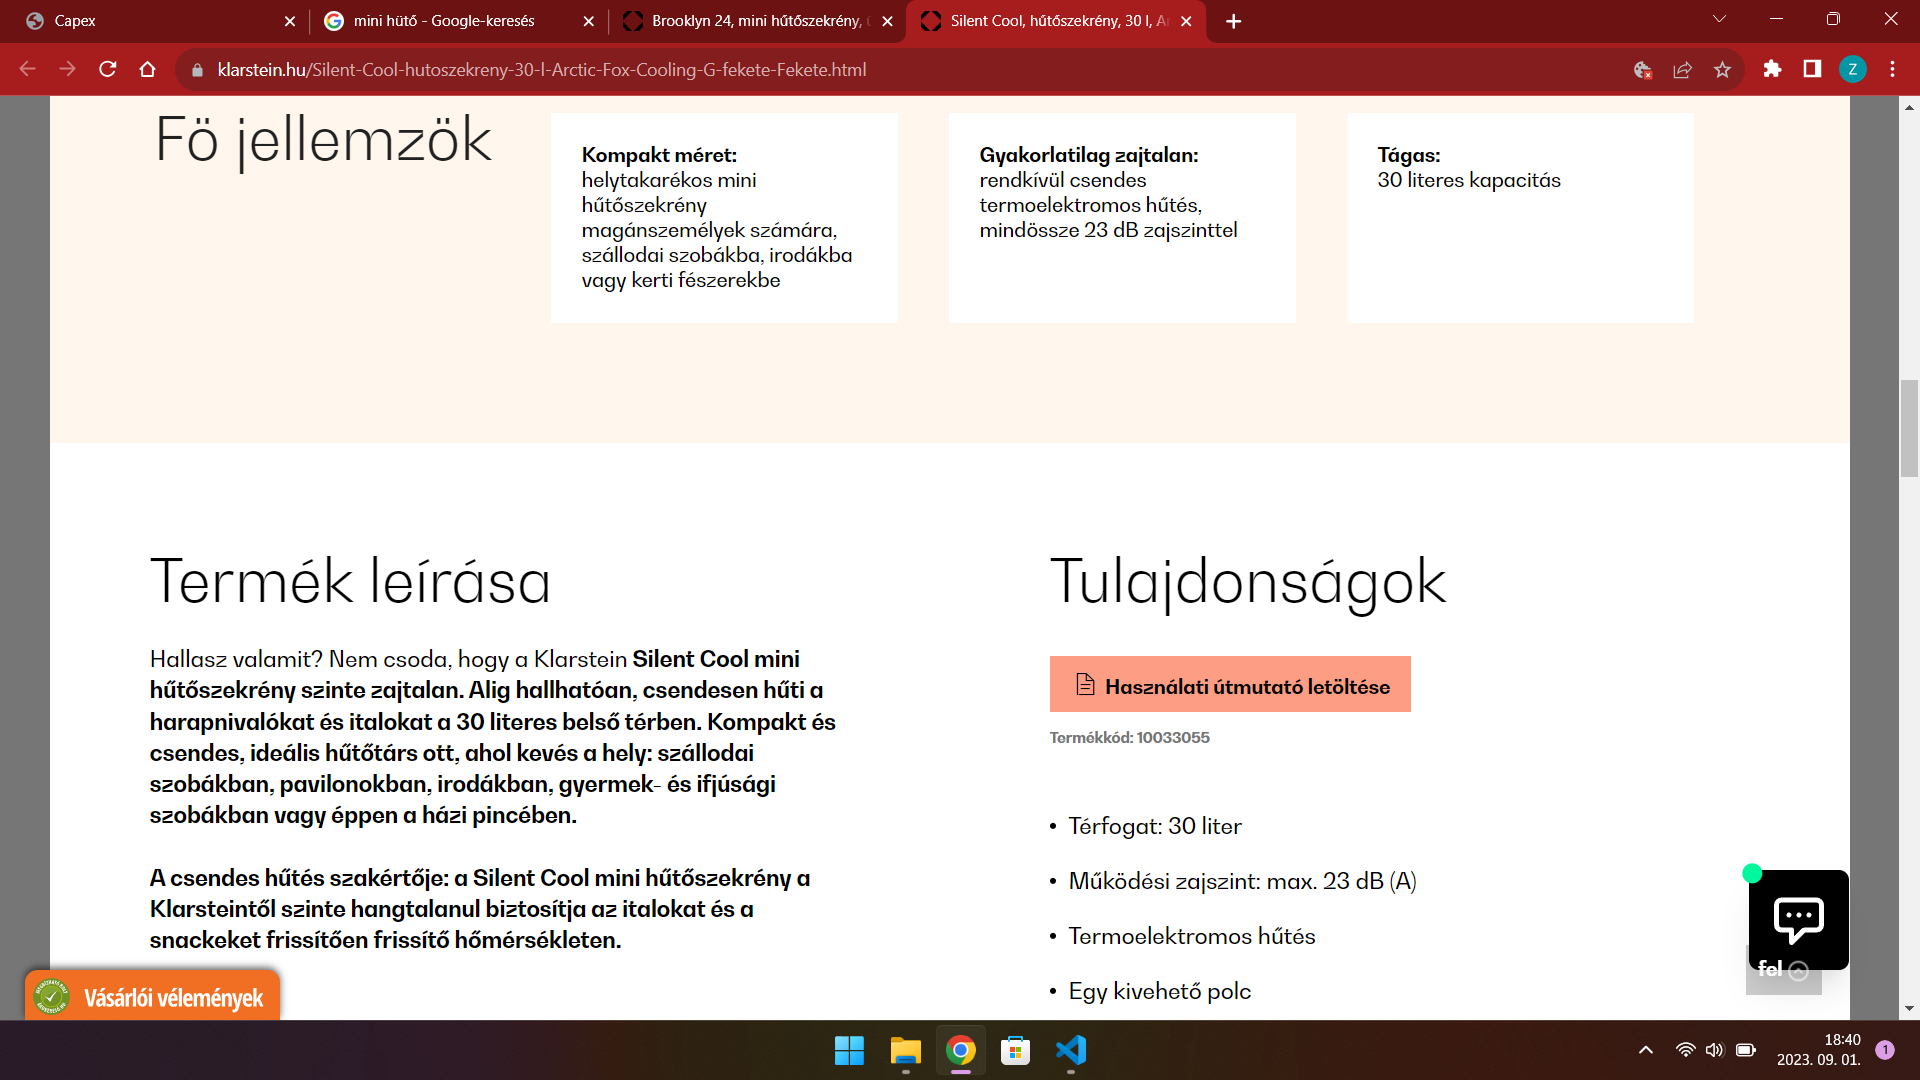 Capex
mini hütő - Google-keresés
Brooklyn 24, mini hűtőszekrény,
Silent Cool, hűtőszekrény, 30 l, Ar
klarstein.hu/Silent-Cool-hutoszekreny-30-l-Arctic-Fox-Cooling-G-fekete-Fekete.html
Z
Fö jellemzök
Kompakt méret:
helytakarékos mini
hűtőszekrény
magánszemélyek számára,
szállodai szobákba, irodákba
vagy kerti fészerekbe
Gyakorlatilag zajtalan:
rendkívül csendes
termoelektromos hűtés,
mindössze 23 dB zajszinttel
Tágas:
30 literes kapacitás
Termék leírása
Hallasz valamit? Nem csoda, hogy a Klarstein Silent Cool mini
hűtőszekrény szinte zajtalan. Alig hallhatóan, csendesen hűti a
harapnivalókat és italokat a 30 literes belső térben. Kompakt és
csendes, ideális hűtőtárs ott, ahol kevés a hely: szállodai
szobákban, pavilonokban, irodákban, gyermek- és ifjúsági
szobákban vagy éppen a házi pincében.
A csendes hűtés szakértője: a Silent Cool mini hűtőszekrény a
Klarsteintől szinte hangtalanul biztosítja az italokat és a
snackeket frissítően frissítő hőmérsékleten.
Tulajdonságok
Használati útmutató letöltése
Termékkód: 10033055
• Térfogat: 30 liter
• Működési zajszint: max. 23 dB (A)
• Termoelektromos hűtés
• Egy kivehető polc
fel
Vásárlói vélemények
18:40
2023. 09. 01.
1